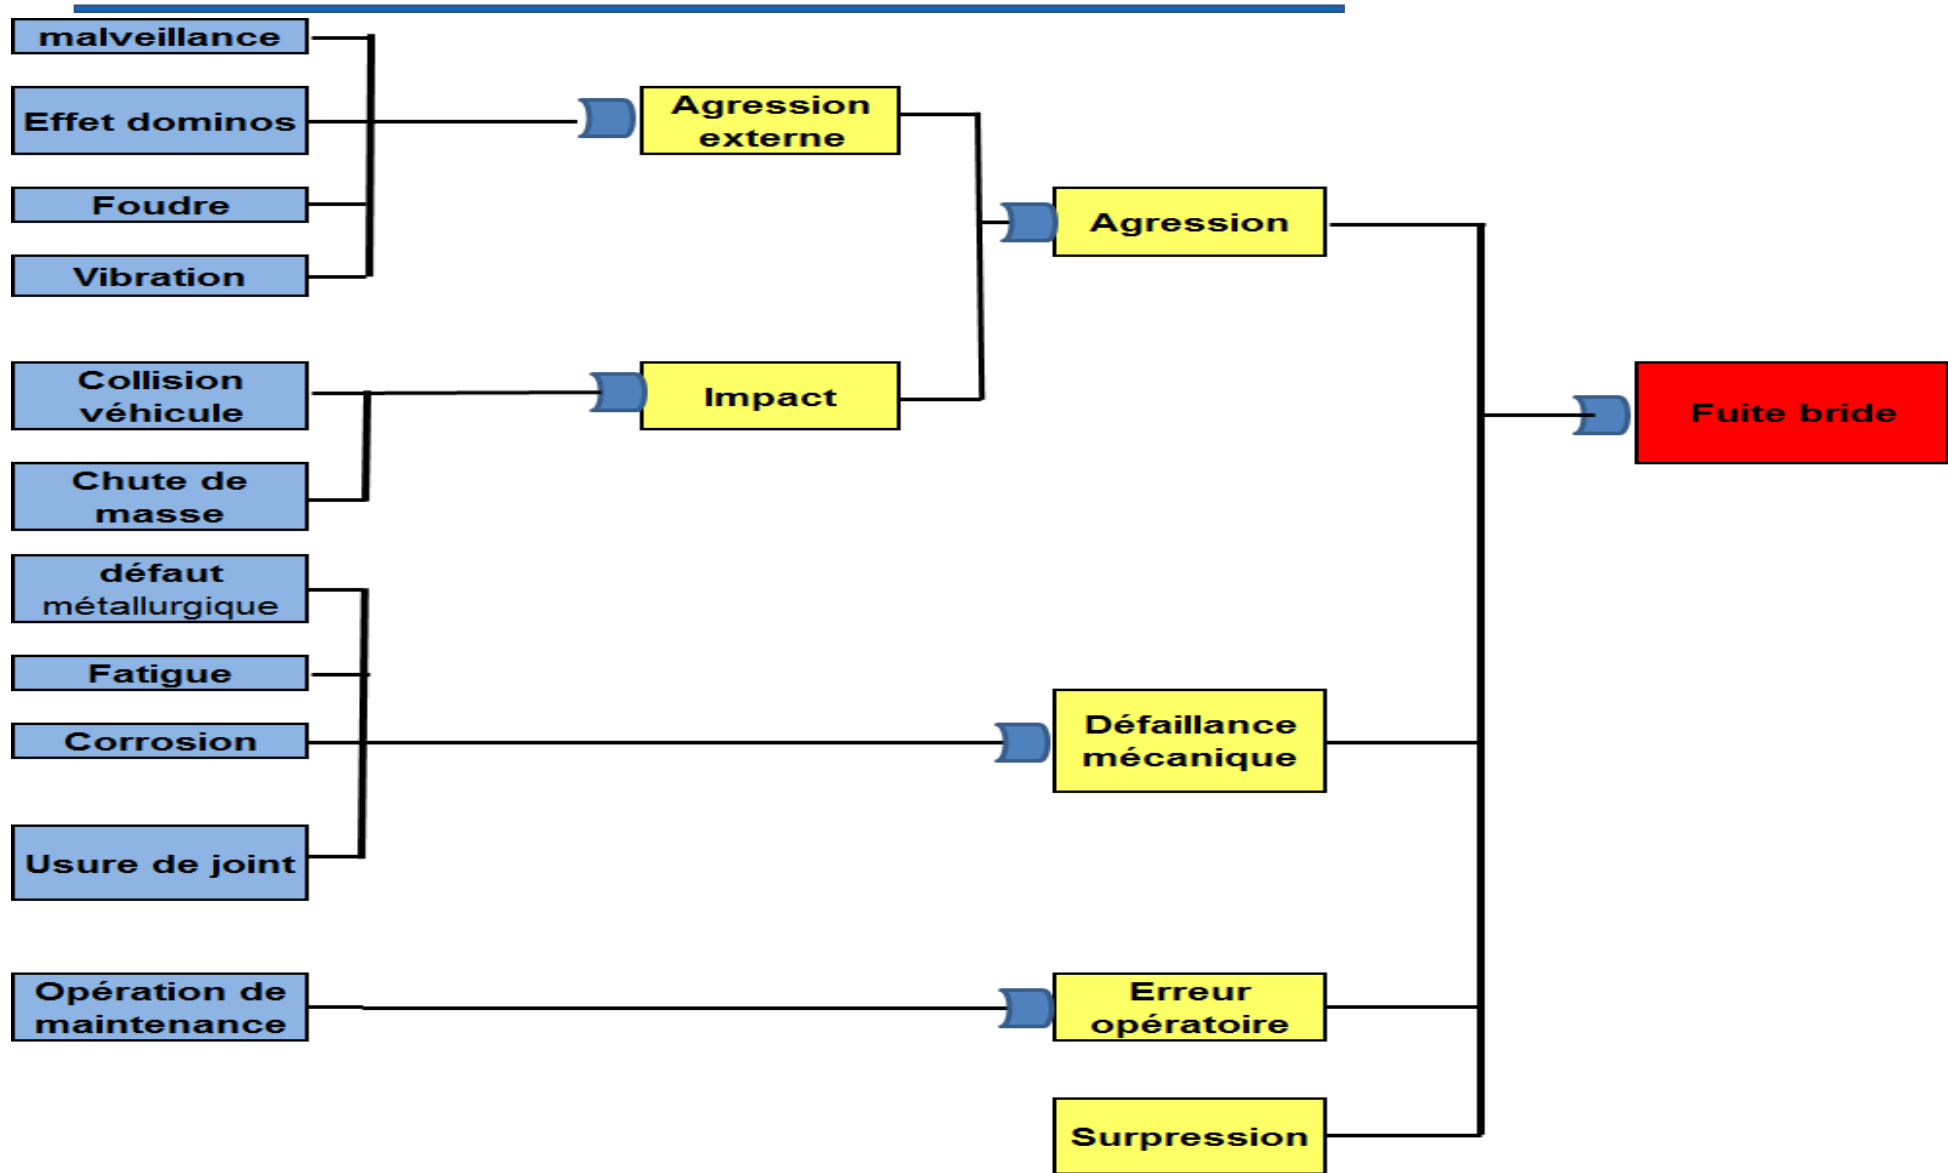 malveillance
Effet dominos
Foudre
Vibration
Collision
véhicule
Chute de
masse
défaut
métallurgique
Fatigue
Corrosion
Usure de joint
Opération de
maintenance
Agression
externe
Impact
Agression
Défaillance
mécanique
Erreur
opératoire
Surpression
Fuite bride